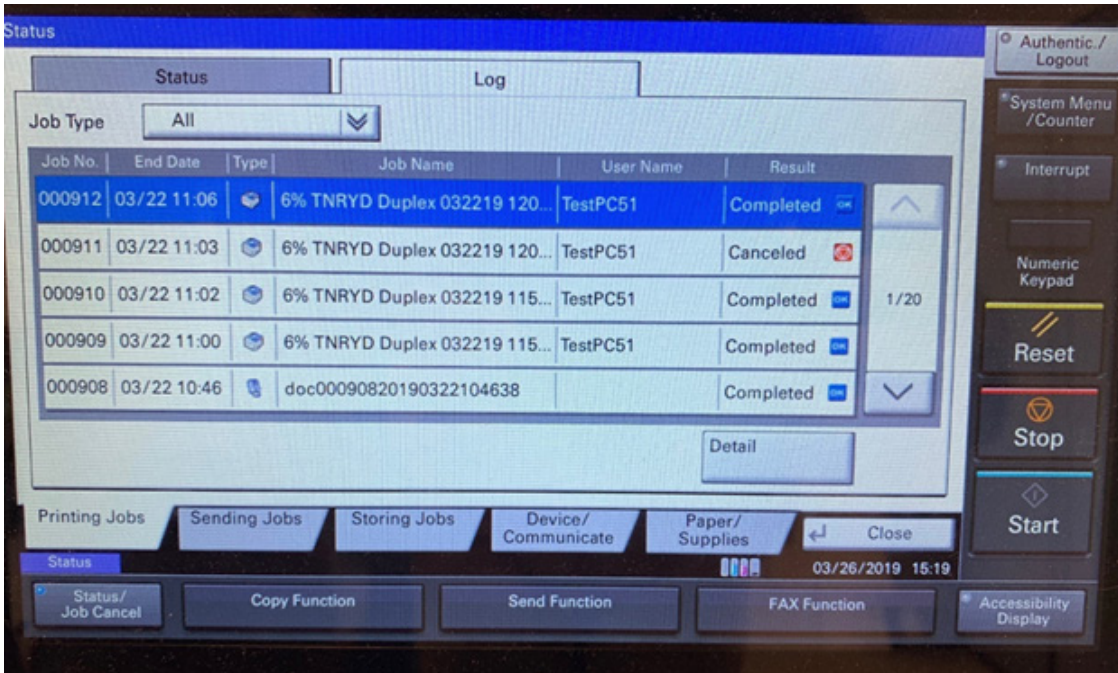 Status
Authentic./
Logout
Status Log
System Menu
/Counter
Job Type All
Job No. End Date Type Job Name User Name Result
Interrupt
000912 03/22 11:06 6% TNRYD Duplex 032219 120... TestPC51 Completed OK
000911 03/22 11:03 6% TNRYD Duplex 032219 120... TestPC51 Canceled
Numeric
Keypad
000910 03/22 11:02 6% TNRYD Duplex 032219 115... TestPC51 Completed OK
1/20
000909 03/22 11:00 6% TNRYD Duplex 032219 115... TestPC51 Completed OK
Reset
000908 03/22 10:46 doc00090820190322104638 Completed OK
Detail
Stop
Printing Jobs Sending Jobs Storing Jobs Device/
Communicate Paper/
Supplies Close
Start
Status 03/26/2019 15:19
Status/
Job Cancel Copy Function Send Function FAX Function Accessibility
Display